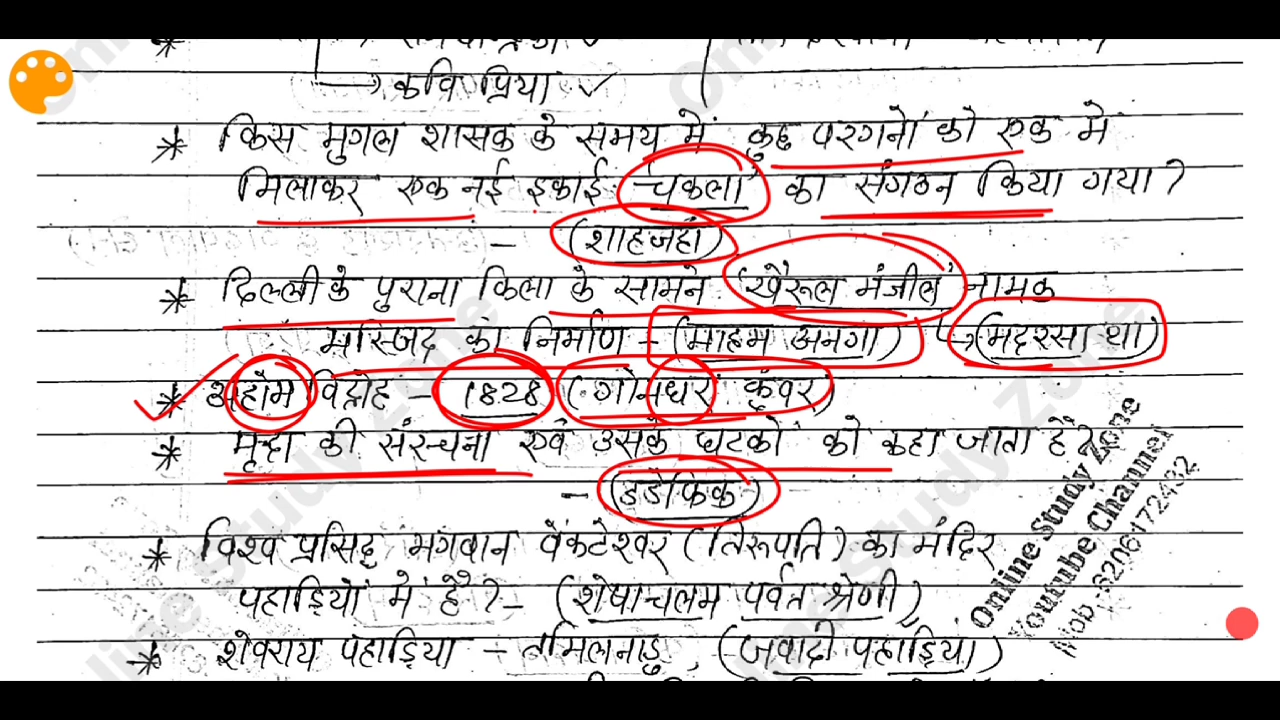 → कवि प्रिया ✓
* किस मुगल शासक के समय में कुछ परगनों को एक में
मिलाकर एक नई इकाई 'चकला' का संगठन किया गया?
- (शाहजहां)
* दिल्ली के पुराना किला के सामने 'खैरूल मंजील' नामक
मस्जिद का निर्माण - (माहम अनगा) ↳ (मदरसा था)
* अहोम विद्रोह - 1828 (गोमधर कुंवर)
* मृदा की संरचना एवं उसके घटकों को कहा जाता है?
- (इडेफिक)
* विश्व प्रसिद्ध भगवान वेंकटेश्वर (तिरूपति) का मंदिर
पहाड़ियों में है? - (शेषाचलम पर्वत श्रेणी)
* शेवराय पहाड़िया - तमिलनाडु, (जवादी पहाड़िया)
Online Study Zone
Youtube Channel
Mob :-6206172432